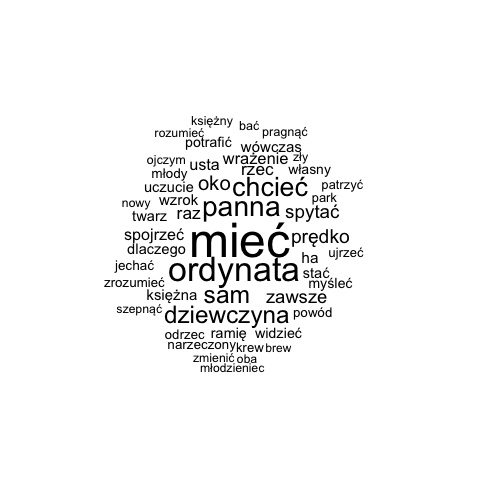 księżny bać
rozumieć pragnąć
potrafić wówczas
ojczym usta wrażenie zły
młody rzec własny
uczucie oko chcieć patrzyć
nowy wzrok panna park
twarz raz spytać
spojrzeć mieć prędko
dlaczego ha ujrzeć
jechać ordynata stać
zrozumieć myśleć
księżna sam zawsze
szepnąć dziewczyna powód
odrzec ramię widzieć
narzeczony krew brew
zmienić oba
młodzieniec